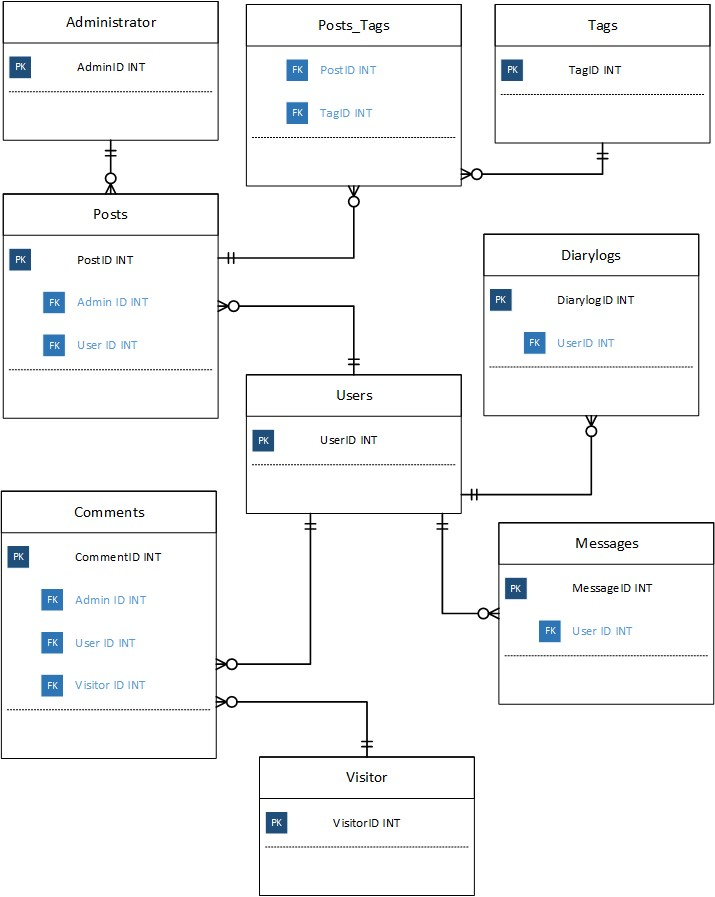 Administrator
PK AdminID INT
Posts_Tags
FK PostID INT
FK TagID INT
Tags
PK TagID INT
Posts
PK PostID INT
FK Admin ID INT
FK User ID INT
Diarylogs
PK DiarylogID INT
FK UserID INT
Users
PK UserID INT
Comments
PK CommentID INT
FK Admin ID INT
FK User ID INT
FK Visitor ID INT
Messages
PK MessageID INT
FK User ID INT
Visitor
PK VisitorID INT